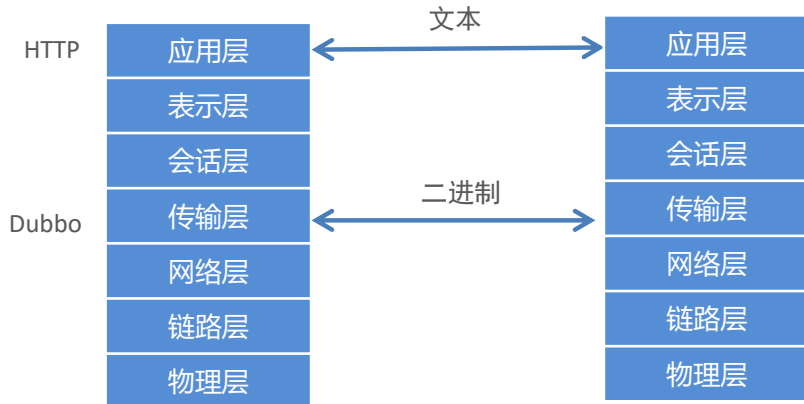 文本
HTTP
应用层
应用层
表示层
表示层
会话层
会话层
二进制
Dubbo
传输层
传输层
网络层
网络层
链路层
链路层
物理层
物理层